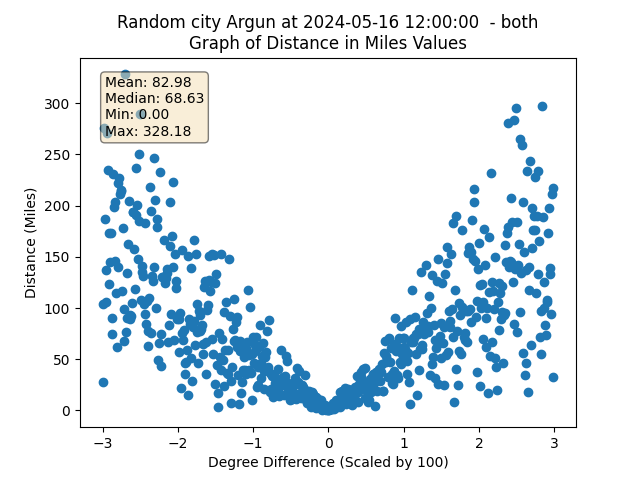 Random city Argun at 2024-05-16 12:00:00  - both
Graph of Distance in Miles Values
Mean: 82.98
Median: 68.63
Min: 0.00
Max: 328.18
Distance (Miles)
300
250
200
150
100
50
0
−3
−2
−1
0
1
2
3
Degree Difference (Scaled by 100)